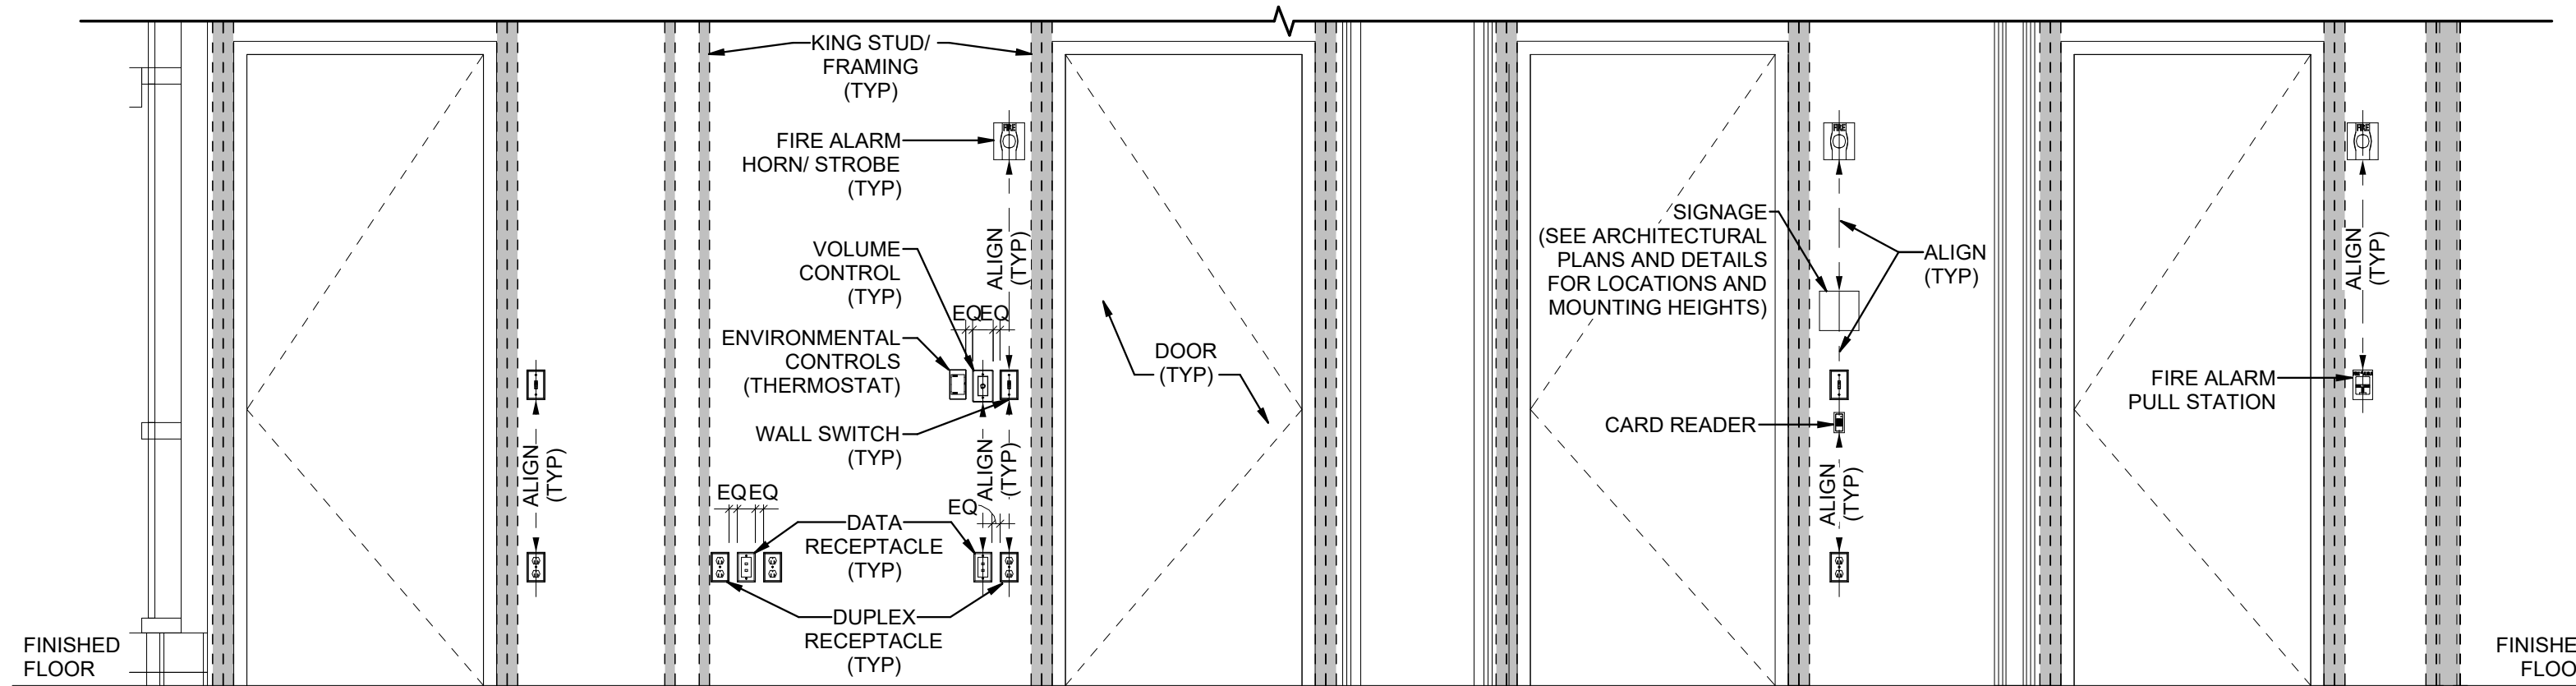 KING STUD/
FRAMING
(TYP)
FIRE ALARM
HORN/ STROBE
(TYP)
FIRE
ALIGN
(TYP)
VOLUME
CONTROL
(TYP)
EQ EQ
ENVIRONMENTAL
CONTROLS
(THERMOSTAT)
WALL SWITCH
(TYP)
ALIGN
(TYP)
ALIGN
(TYP)
EQ EQ
EQ
DATA
RECEPTACLE
(TYP)
DUPLEX
RECEPTACLE
(TYP)
FINISHED
FLOOR
DOOR
(TYP)
FIRE
SIGNAGE
(SEE ARCHITECTURAL
PLANS AND DETAILS
FOR LOCATIONS AND
MOUNTING HEIGHTS)
ALIGN
(TYP)
CARD READER
ALIGN
(TYP)
FIRE
ALIGN
(TYP)
FIRE ALARM
PULL STATION
FINISHE
FLOO